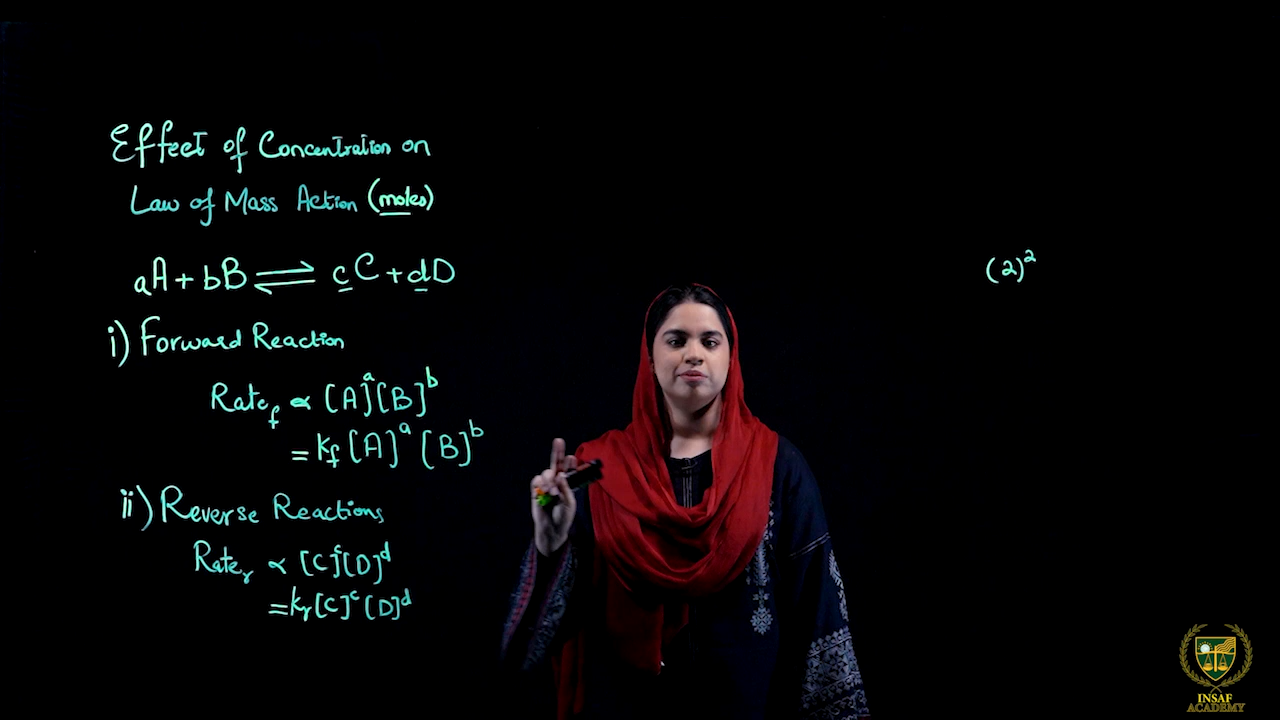 Effect of Concentration on
Law of Mass Action (moles)
aA + bB ⇌ cC + dD
(2)²
i) Forward Reaction
Rate_f ∝ [A]^a [B]^b
= k_f [A]^a [B]^b
ii) Reverse Reactions
Rate_r ∝ [C]^c [D]^d
= k_r [C]^c [D]^d
INSAF
ACADEMY